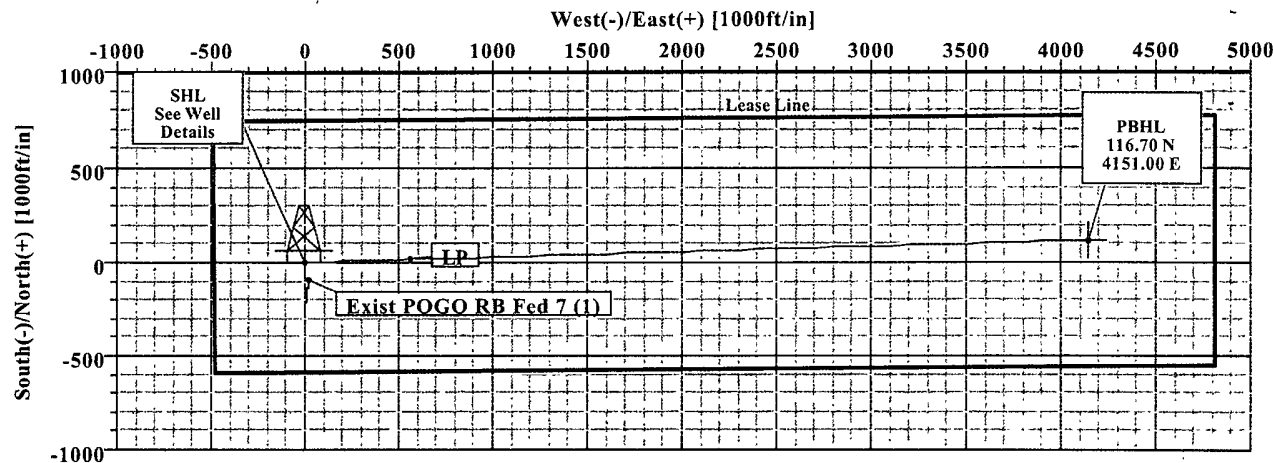 West(-)/East(+) [1000ft/in]
-1000 -500 0 500 1000 1500 2000 2500 3000 3500 4000 4500 5000
1000
SHL
See Well
Details
Lease Line
PBHL
116.70 N
4151.00 E
500
0
LP
Exist POGO RB Fed 7 (1)
-500
-1000
South(-)/North(+) [1000ft/in]